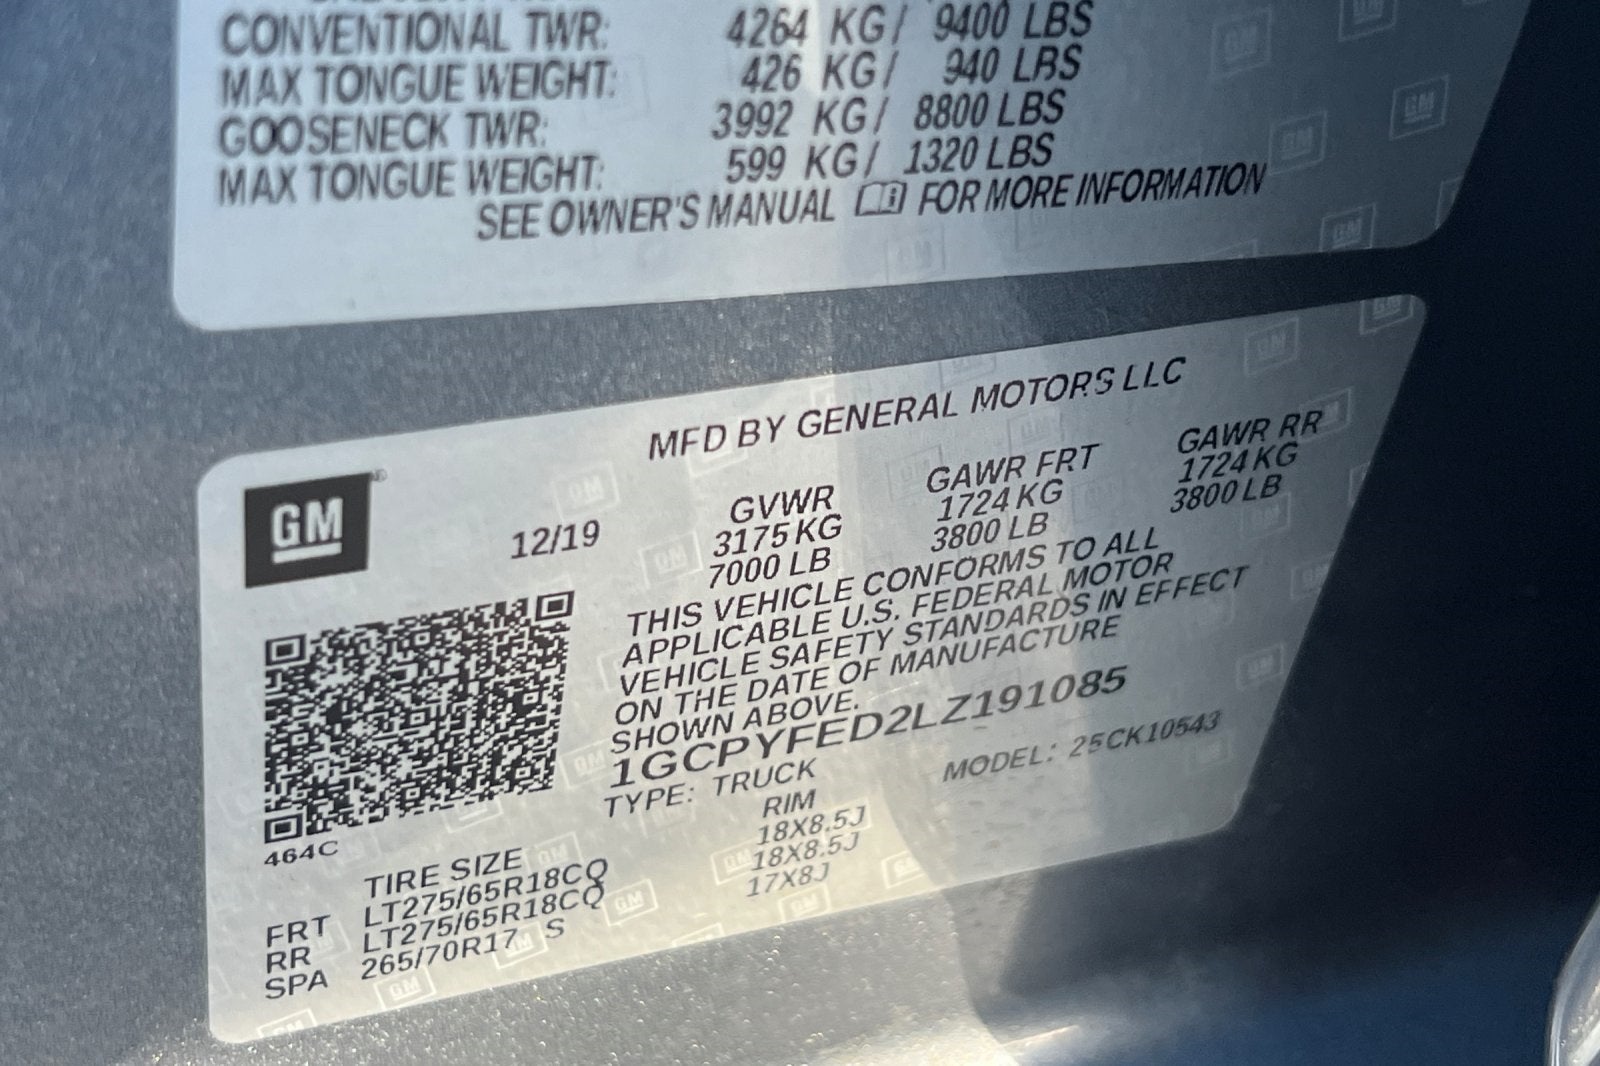 CONVENTIONAL TWR: 4264 KG/ 9400 LBS
MAX TONGUE WEIGHT: 426 KG/ 940 LBS
GOOSENECK TWR: 3992 KG/ 8800 LBS
MAX TONGUE WEIGHT: 599 KG/ 1320 LBS
SEE OWNER'S MANUAL FOR MORE INFORMATION
MFD BY GENERAL MOTORS LLC
GM
12/19
GVWR GAWR FRT GAWR RR
3175 KG 1724 KG 1724 KG
7000 LB 3800 LB 3800 LB
THIS VEHICLE CONFORMS TO ALL
APPLICABLE U.S. FEDERAL MOTOR
VEHICLE SAFETY STANDARDS IN EFFECT
ON THE DATE OF MANUFACTURE
SHOWN ABOVE.
1GCPYFED2LZ191085
TYPE: TRUCK MODEL: 25CK10543
464C
TIRE SIZE RIM
FRT LT275/65R18CQ 18X8.5J
RR LT275/65R18CQ 18X8.5J
SPA 265/70R17 S 17X8J